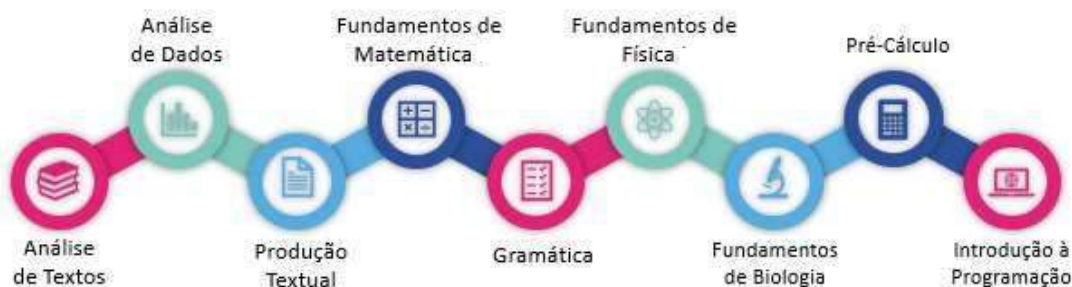 Análise
de Dados
Fundamentos de
Matemática
Fundamentos de
Física
Pré-Cálculo
Análise
de Textos
Produção
Textual
Gramática
Fundamentos
de Biologia
Introdução à
Programação